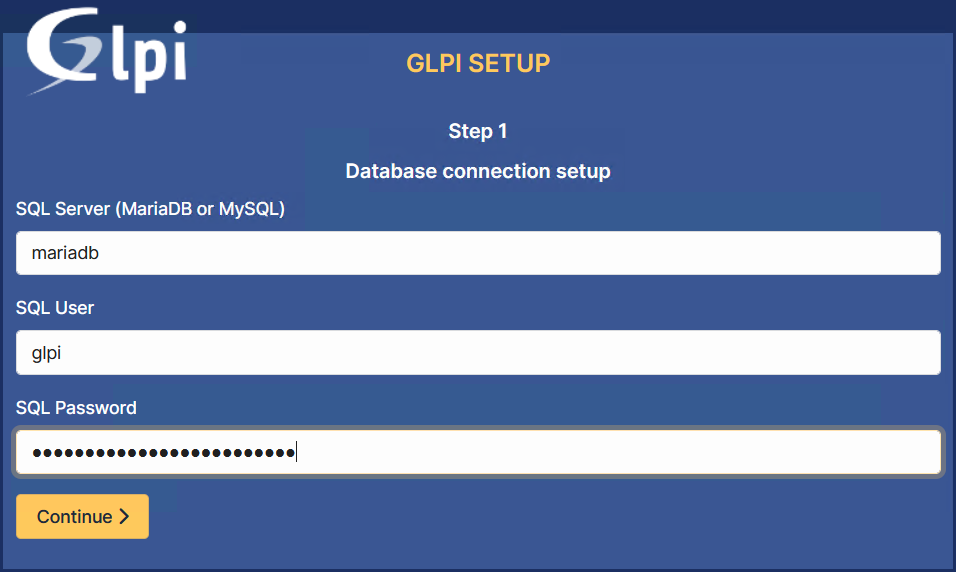 Glpi
GLPI SETUP
Step 1
Database connection setup
SQL Server (MariaDB or MySQL)
mariadb
SQL User
glpi
SQL Password
•••••••••••••••••••••••••
Continue